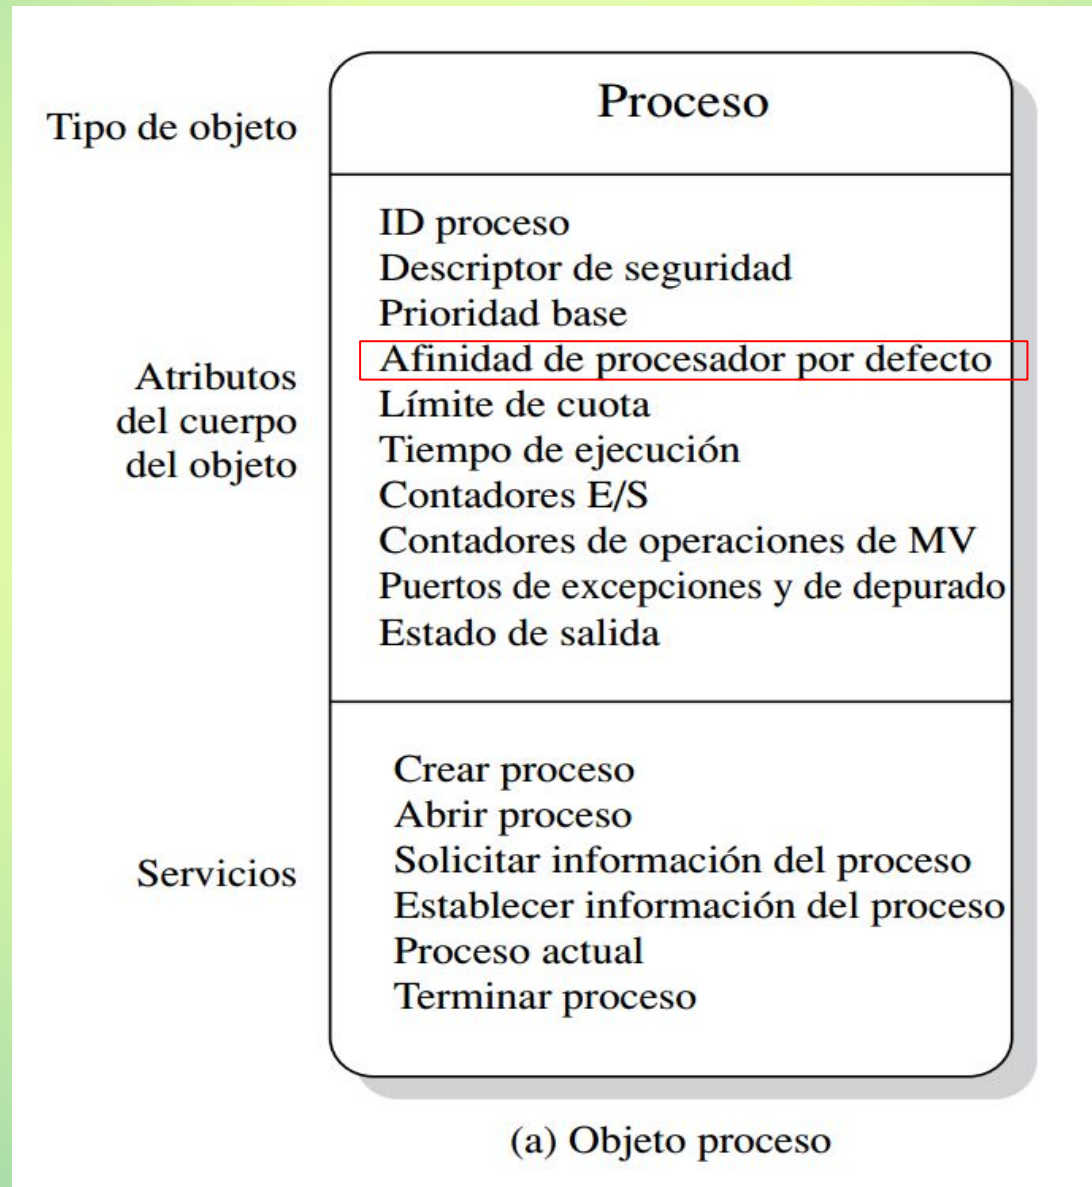 Tipo de objeto
Proceso
Atributos
del cuerpo
del objeto
ID proceso
Descriptor de seguridad
Prioridad base
Afinidad de procesador por defecto
Límite de cuota
Tiempo de ejecución
Contadores E/S
Contadores de operaciones de MV
Puertos de excepciones y de depurado
Estado de salida
Servicios
Crear proceso
Abrir proceso
Solicitar información del proceso
Establecer información del proceso
Proceso actual
Terminar proceso
(a) Objeto proceso